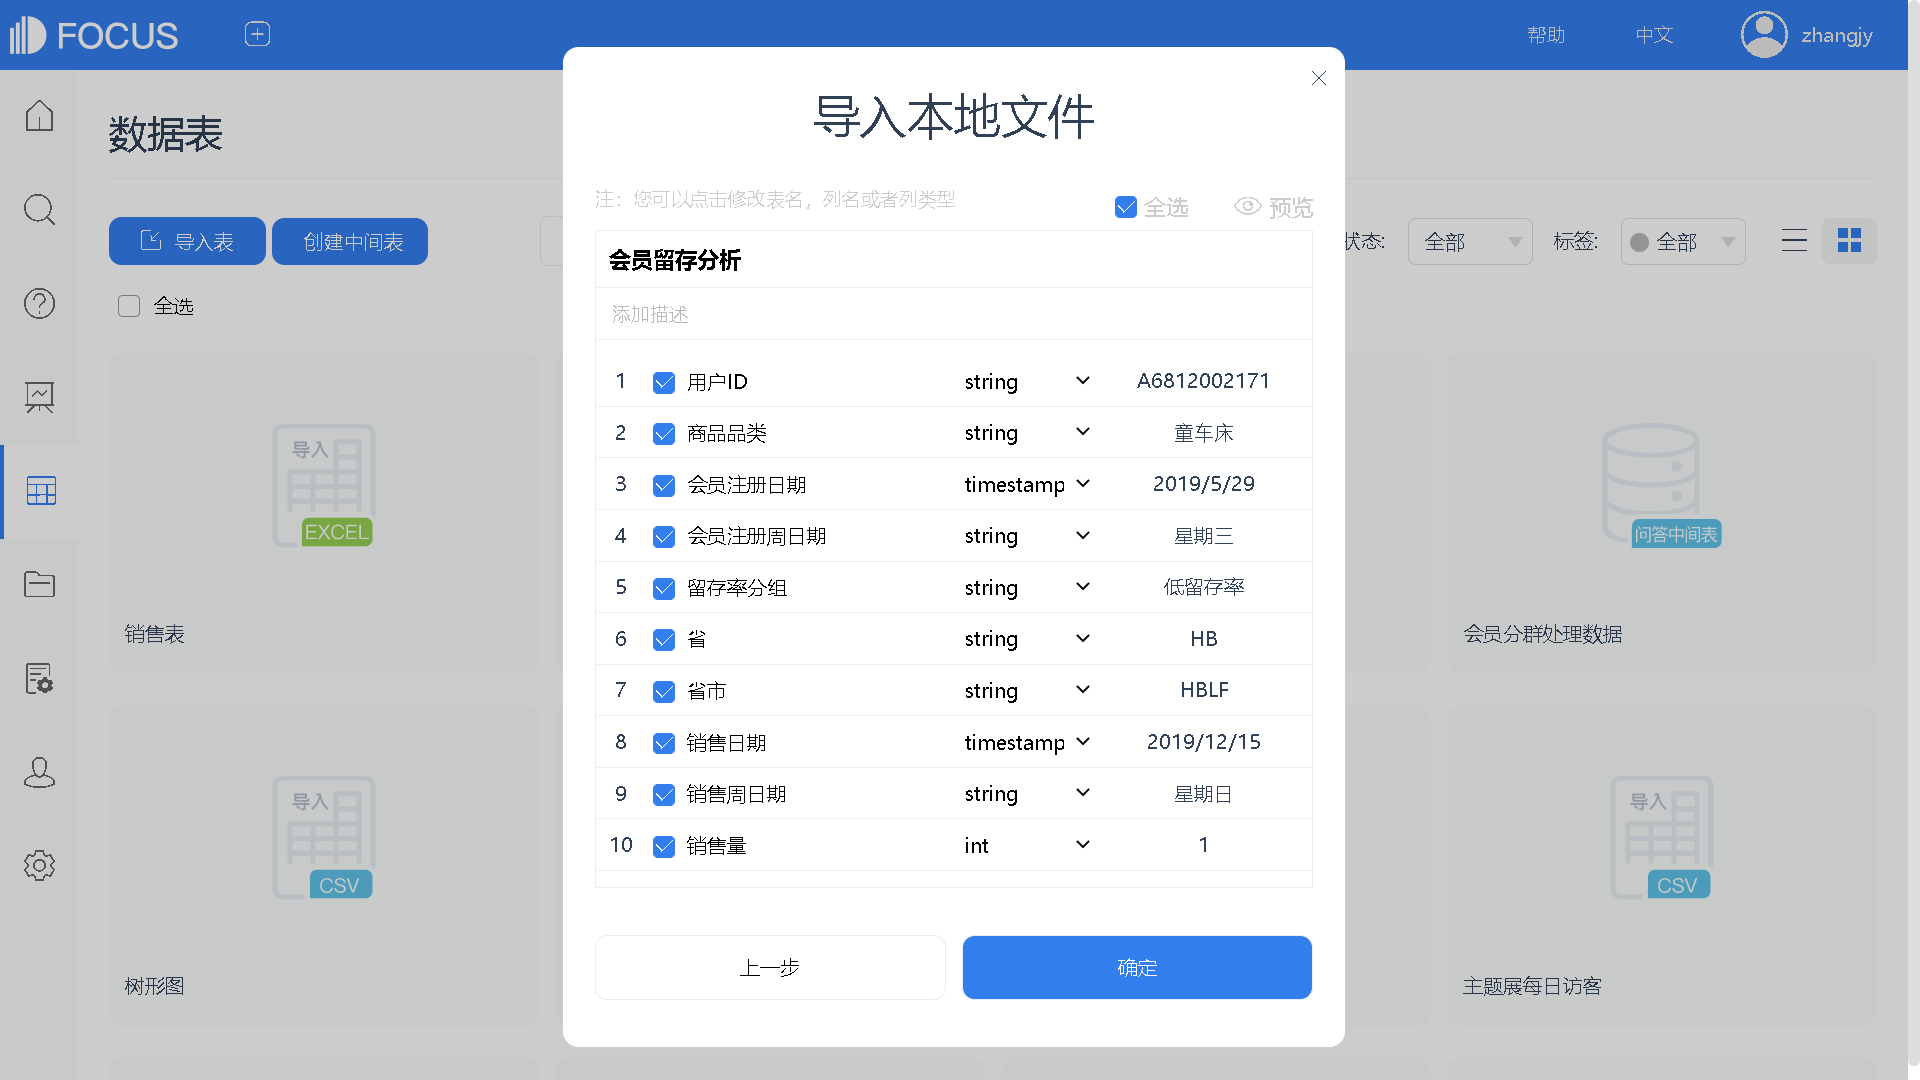 FOCUS
帮助
中文
zhangjy
数据表
导入表
创建中间表
状态:
全部
标签:
全部
全选
导入
EXCEL
销售表
问答中间表
会员分群处理数据
导入
CSV
树形图
导入
CSV
主题展每日访客
导入本地文件
注：您可以点击修改表名，列名或者列类型
全选
预览
会员留存分析
添加描述
1 用户ID string A6812002171
2 商品品类 string 童车床
3 会员注册日期 timestamp 2019/5/29
4 会员注册周日期 string 星期三
5 留存率分组 string 低留存率
6 省 string HB
7 省市 string HBLF
8 销售日期 timestamp 2019/12/15
9 销售周日期 string 星期日
10 销售量 int 1
上一步
确定